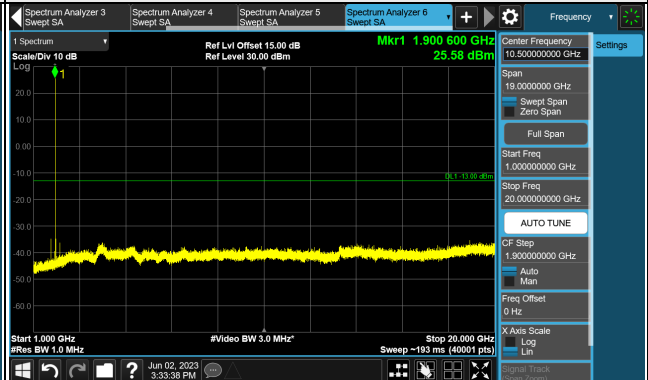 Spectrum Analyzer 3
Swept SA
Spectrum Analyzer 4
Swept SA
Spectrum Analyzer 5
Swept SA
Spectrum Analyzer 6
Swept SA
+
Frequency
1 Spectrum
Scale/Div 10 dB
Ref Lvl Offset 15.00 dB
Ref Level 30.00 dBm
Mkr1 1.900 600 GHz
25.58 dBm
Log
1
20.0
10.0
0.00
-10.0
-20.0
-30.0
-40.0
-50.0
-60.0
DL1 -13.00 dBm
Start 1.000 GHz
#Res BW 1.0 MHz
#Video BW 3.0 MHz*
Stop 20.000 GHz
Sweep ~193 ms (40001 pts)
Center Frequency
10.500000000 GHz
Settings
Span
19.0000000 GHz
Swept Span
Zero Span
Full Span
Start Freq
1.000000000 GHz
Stop Freq
20.000000000 GHz
AUTO TUNE
CF Step
1.900000000 GHz
Auto
Man
Freq Offset
0 Hz
X Axis Scale
Log
Lin
Signal Track
(Span Zoom)
?
Jun 02, 2023
3:33:38 PM